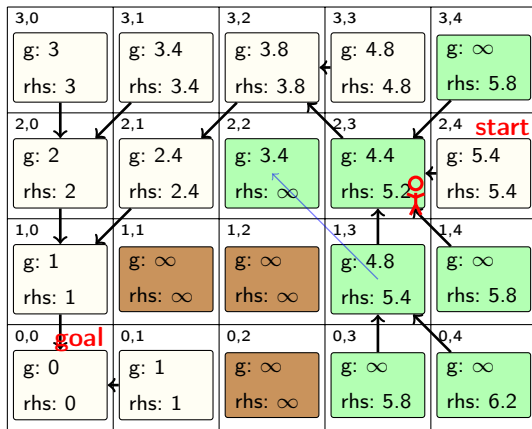 3,0 3,1 3,2 3,3 3,4
g: 3 g: 3.4 g: 3.8 g: 4.8 g: ∞
rhs: 3 rhs: 3.4 rhs: 3.8 rhs: 4.8 rhs: 5.8
2,0 2,1 2,2 2,3 2,4 start
g: 2 g: 2.4 g: 3.4 g: 4.4 g: 5.4
rhs: 2 rhs: 2.4 rhs: ∞ rhs: 5.2 rhs: 5.4
1,0 1,1 1,2 1,3 1,4
g: 1 g: ∞ g: ∞ g: 4.8 g: ∞
rhs: 1 rhs: ∞ rhs: ∞ rhs: 5.4 rhs: 5.8
0,0 goal 0,1 0,2 0,3 0,4
g: 0 g: 1 g: ∞ g: ∞ g: ∞
rhs: 0 rhs: 1 rhs: ∞ rhs: 5.8 rhs: 6.2